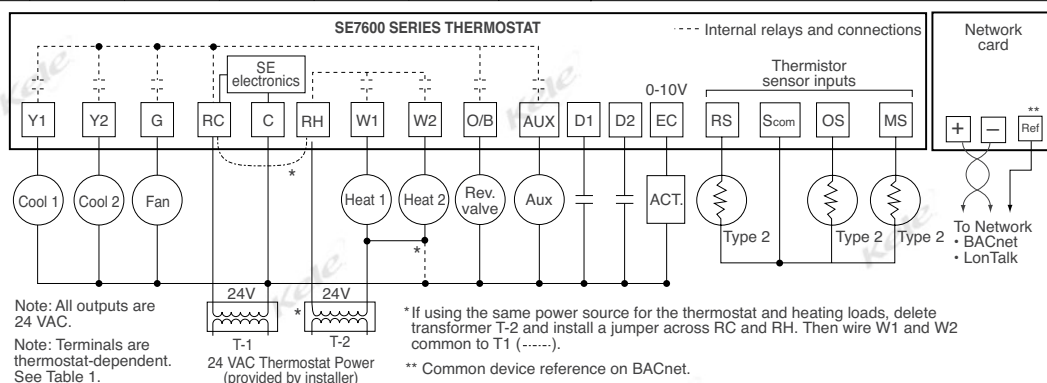 SE7600 SERIES THERMOSTAT
Internal relays and connections
Network
card
SE
electronics
Thermistor
sensor inputs
0-10V
Y1 Y2 G RC C RH W1 W2 O/B AUX D1 D2 EC RS Scom OS MS
**
+ − Ref
*
Cool 1 Cool 2 Fan Heat 1 Heat 2 Rev.
valve Aux ACT.
Type 2 Type 2 Type 2
To Network
• BACnet
• LonTalk
*
24V 24V
* 
T-1 T-2
24 VAC Thermostat Power
(provided by installer)
Note: All outputs are
24 VAC.
Note: Terminals are
thermostat-dependent.
See Table 1.
*If using the same power source for the thermostat and heating loads, delete
transformer T-2 and install a jumper across RC and RH. Then wire W1 and W2
common to T1 (------).
** Common device reference on BACnet.
Kele
Kele
Kele
Kele